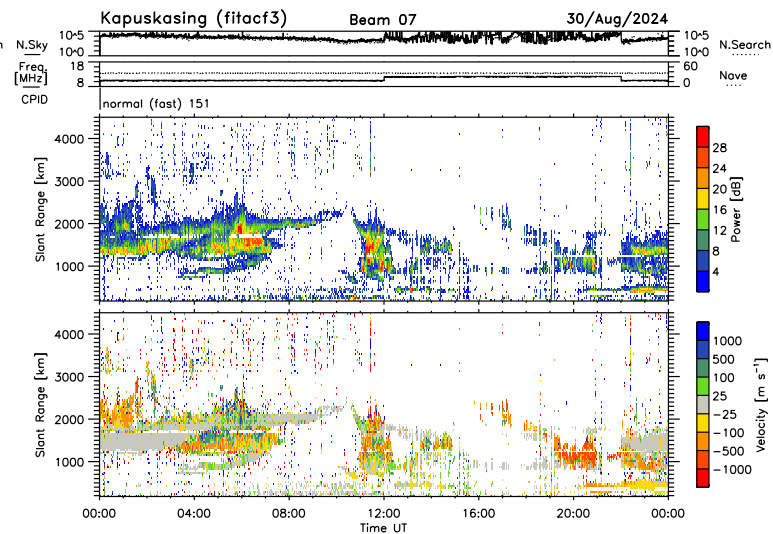 Kapuskasing (fitacf3) Beam 07 30/Aug/2024
n N.Sky 10^5 10^0 10^5 10^0 N.Search
Freq. [MHz] 18 8 60 0 Nave
CPID normal (fast) 151
Slant Range [km] 4000 3000 2000 1000
Power [dB] 28 24 20 16 12 8 4
Slant Range [km] 4000 3000 2000 1000
Velocity [m s⁻¹] 1000 500 100 25 −25 −100 −500 −1000
00:00 04:00 08:00 12:00 16:00 20:00 00:00
Time UT